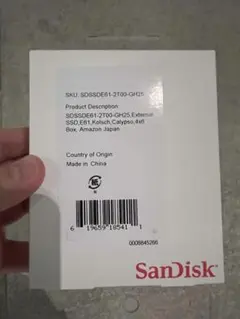 SKU: SDSSDE61-2T00-GH25
Product Description
SDSSDE61-2T00-GH25,External
SSD,E61,Kolsch,Calypso,4x6
Box, Amazon Japan
Country of Origin
Made in China
6 19659 18541 1
0009845266
SanDisk®